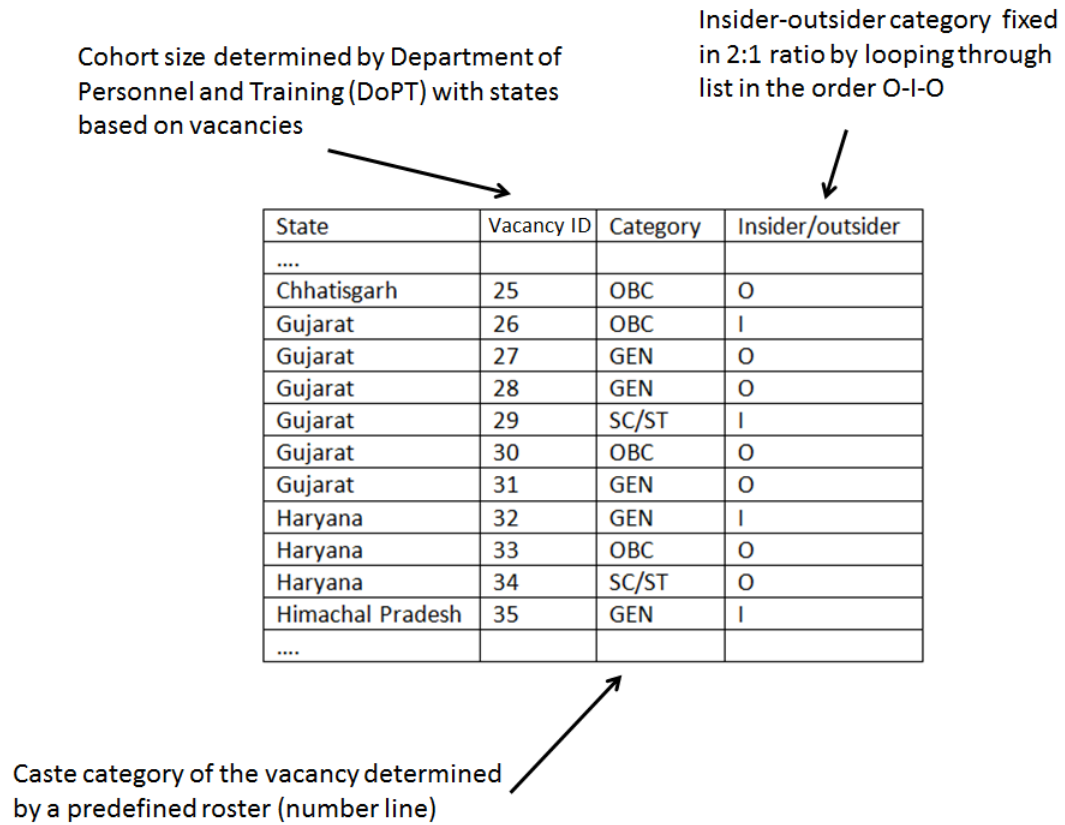 Cohort size determined by Department of
Personnel and Training (DoPT) with states
based on vacancies
Insider-outsider category fixed
in 2:1 ratio by looping through
list in the order O-I-O
State Vacancy ID Category Insider/outsider
....
Chhatisgarh 25 OBC O
Gujarat 26 OBC I
Gujarat 27 GEN O
Gujarat 28 GEN O
Gujarat 29 SC/ST I
Gujarat 30 OBC O
Gujarat 31 GEN O
Haryana 32 GEN I
Haryana 33 OBC O
Haryana 34 SC/ST O
Himachal Pradesh 35 GEN I
....
Caste category of the vacancy determined
by a predefined roster (number line)